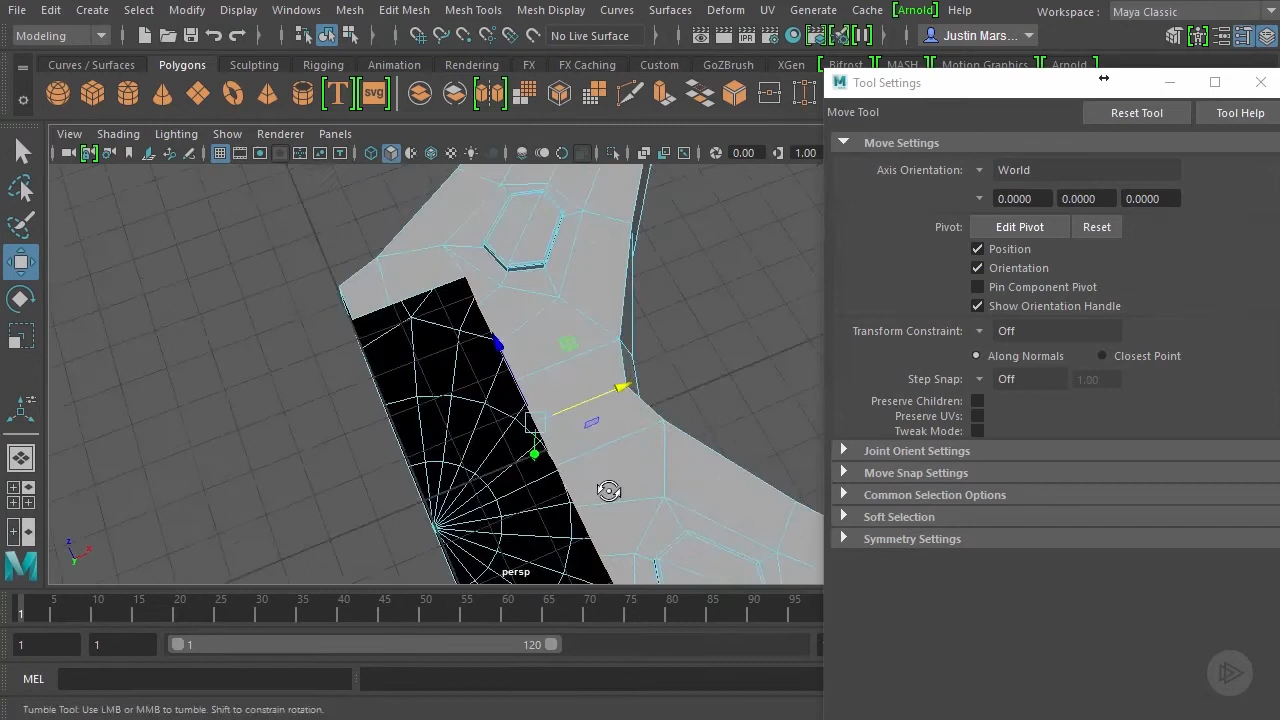 File Edit Create Select Modify Display Windows Mesh Edit Mesh Mesh Tools Mesh Display Curves Surfaces Deform UV Generate Cache [Arnold] Help Workspace : Maya Classic
Modeling No Live Surface IPR Justin Mars...
Curves / Surfaces Polygons Sculpting Rigging Animation Rendering FX FX Caching Custom GoZBrush XGen Bifrost MASH Motion Graphics Arnold
T svg
Tool Settings
Move Tool Reset Tool Tool Help
View Shading Lighting Show Renderer Panels
0.00 1.00
Move Settings
Axis Orientation: World
0.0000 0.0000 0.0000
Pivot: Edit Pivot Reset
Position
Orientation
Pin Component Pivot
Show Orientation Handle
Transform Constraint: Off
Along Normals Closest Point
Step Snap: Off 1.00
Preserve Children:
Preserve UVs:
Tweak Mode:
Joint Orient Settings
Move Snap Settings
Common Selection Options
Soft Selection
Symmetry Settings
z x y
persp
5 10 15 20 25 30 35 40 45 50 55 60 65 70 75 80 85 90 95
1
1 1 1 120
MEL
Tumble Tool: Use LMB or MMB to tumble. Shift to constrain rotation.